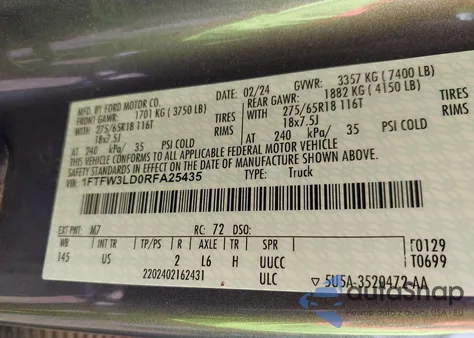 MFD. BY FORD MOTOR CO.
02/24 GVWR: 3357 KG (7400 LB)
FRONT GAWR: 1701 KG (3750 LB) REAR GAWR: 1882 KG (4150 LB)
WITH WITH
275/65R18 116T TIRES 275/65R18 116T TIRES
18x7.5J RIMS 18x7.5J RIMS
AT 240 kPa/ 35 PSI COLD AT 240 kPa/ 35 PSI COLD
THIS VEHICLE CONFORMS TO ALL APPLICABLE FEDERAL MOTOR VEHICLE
SAFETY STANDARDS IN EFFECT ON THE DATE OF MANUFACTURE SHOWN ABOVE.
VIN: 1FTFW3LD0RFA25435 TYPE: Truck
EXT PNT: M7 RC: 72 DSO:
WB INT TR TP/PS R AXLE TR SPR T0129
145 US 2 L6 H UUCC T0699
2202402162431 ULC ▽ 5U5A-3520472-AA
autoAshap